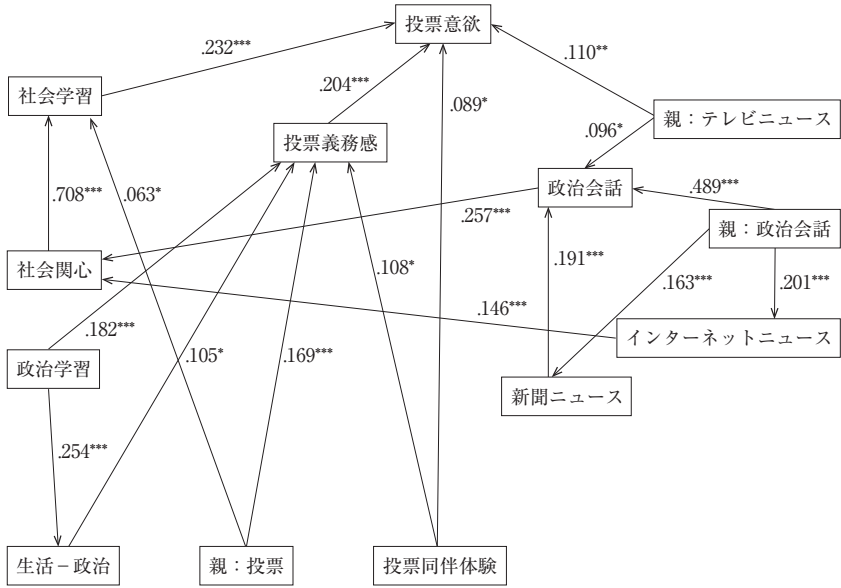 投票意欲
.232***
.110**
社会学習
.204***
.089*
親：テレビニュース
投票義務感
.096*
.708***
.063*
政治会話
.489***
.257***
親：政治会話
社会関心
.108*
.191***
.163***
.201***
.146***
.182***
インターネットニュース
政治学習
.105*
.169***
新聞ニュース
.254***
生活－政治
親：投票
投票同伴体験